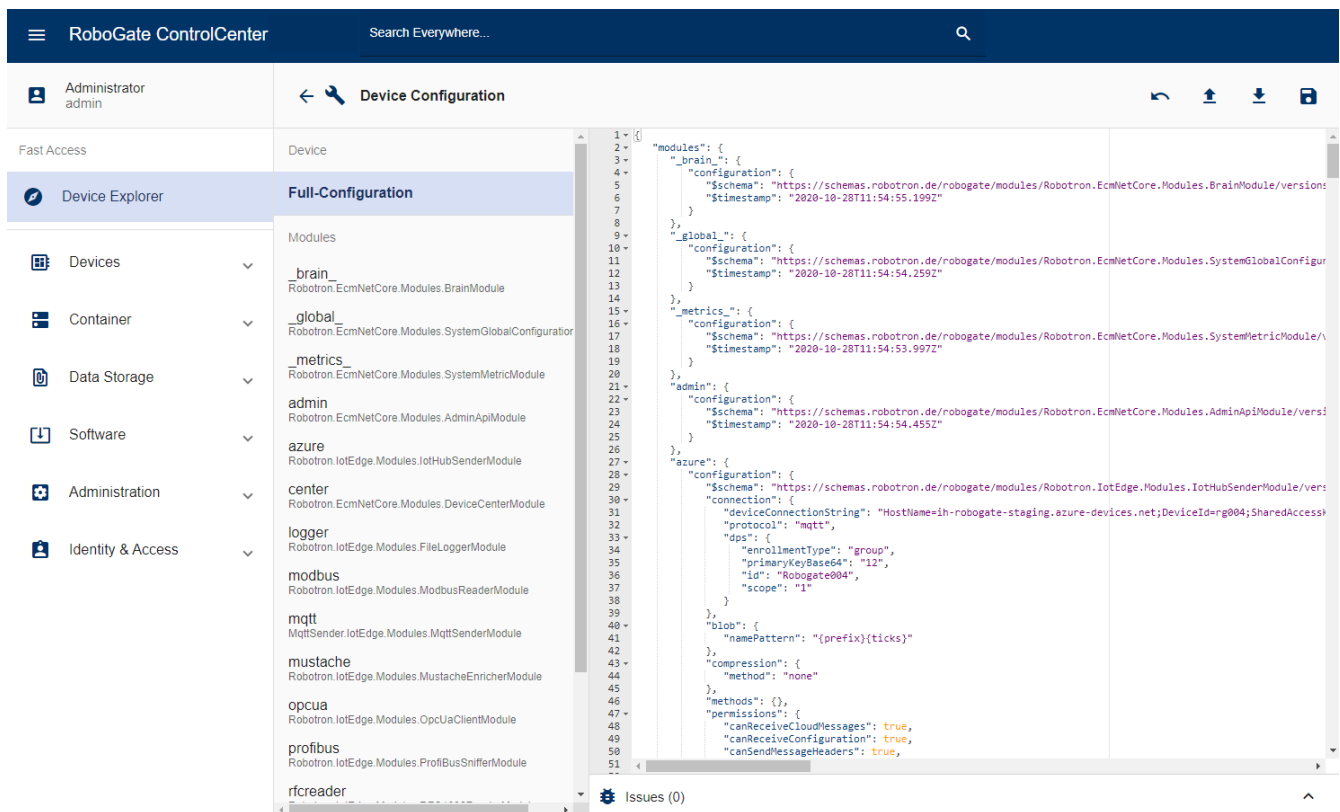 RoboGate ControlCenter
Search Everywhere...
Administrator
admin
Device Configuration
Fast Access
Device Explorer
Devices
Container
Data Storage
Software
Administration
Identity & Access
Device
Full-Configuration
Modules
_brain_
Robotron.EcmNetCore.Modules.BrainModule
_global_
Robotron.EcmNetCore.Modules.SystemGlobalConfiguration
_metrics_
Robotron.EcmNetCore.Modules.SystemMetricModule
admin
Robotron.EcmNetCore.Modules.AdminApiModule
azure
Robotron.IotEdge.Modules.IotHubSenderModule
center
Robotron.EcmNetCore.Modules.DeviceCenterModule
logger
Robotron.IotEdge.Modules.FileLoggerModule
modbus
Robotron.IotEdge.Modules.ModbusReaderModule
mqtt
MqttSender.IotEdge.Modules.MqttSenderModule
mustache
Robotron.IotEdge.Modules.MustacheEnricherModule
opcua
Robotron.IotEdge.Modules.OpcUaClientModule
profibus
Robotron.IotEdge.Modules.ProfiBusSnifferModule
rfcreader
1 {
2 "modules": {
3 "_brain_": {
4 "configuration": {
5 "$schema": "https://schemas.robotron.de/robogate/modules/Robotron.EcmNetCore.Modules.BrainModule/versions
6 "$timestamp": "2020-10-28T11:54:55.199Z"
7 }
8 },
9 "_global_": {
10 "configuration": {
11 "$schema": "https://schemas.robotron.de/robogate/modules/Robotron.EcmNetCore.Modules.SystemGlobalConfigur
12 "$timestamp": "2020-10-28T11:54:54.259Z"
13 }
14 },
15 "_metrics_": {
16 "configuration": {
17 "$schema": "https://schemas.robotron.de/robogate/modules/Robotron.EcmNetCore.Modules.SystemMetricModule/v
18 "$timestamp": "2020-10-28T11:54:53.997Z"
19 }
20 },
21 "admin": {
22 "configuration": {
23 "$schema": "https://schemas.robotron.de/robogate/modules/Robotron.EcmNetCore.Modules.AdminApiModule/versi
24 "$timestamp": "2020-10-28T11:54:54.455Z"
25 }
26 },
27 "azure": {
28 "configuration": {
29 "$schema": "https://schemas.robotron.de/robogate/modules/Robotron.IotEdge.Modules.IotHubSenderModule/vers
30 "connection": {
31 "deviceConnectionString": "HostName=ih-robogate-staging.azure-devices.net;DeviceId=rg004;SharedAccessK
32 "protocol": "mqtt",
33 "dps": {
34 "enrollmentType": "group",
35 "primaryKeyBase64": "12",
36 "id": "Robogate004",
37 "scope": "1"
38 }
39 },
40 "blob": {
41 "namePattern": "{prefix}{ticks}"
42 },
43 "compression": {
44 "method": "none"
45 },
46 "methods": {},
47 "permissions": {
48 "canReceiveCloudMessages": true,
49 "canReceiveConfiguration": true,
50 "canSendMessageHeaders": true,
51
Issues (0)